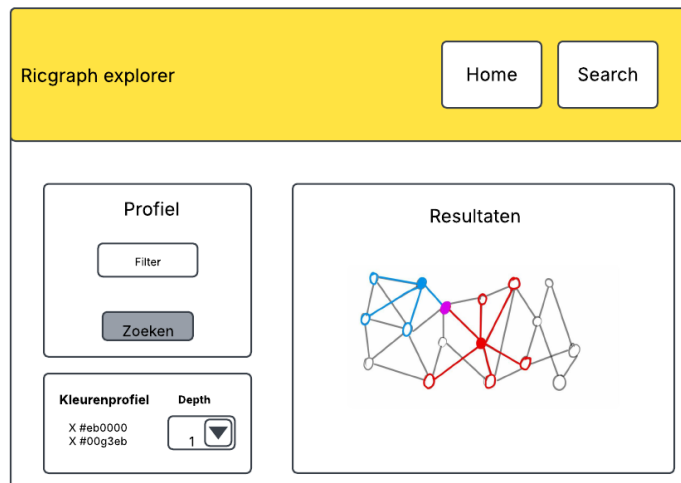 Ricgraph explorer
Home
Search
Profiel
Filter
Zoeken
Kleurenprofiel
Depth
X #eb0000
X #00g3eb
1
Resultaten